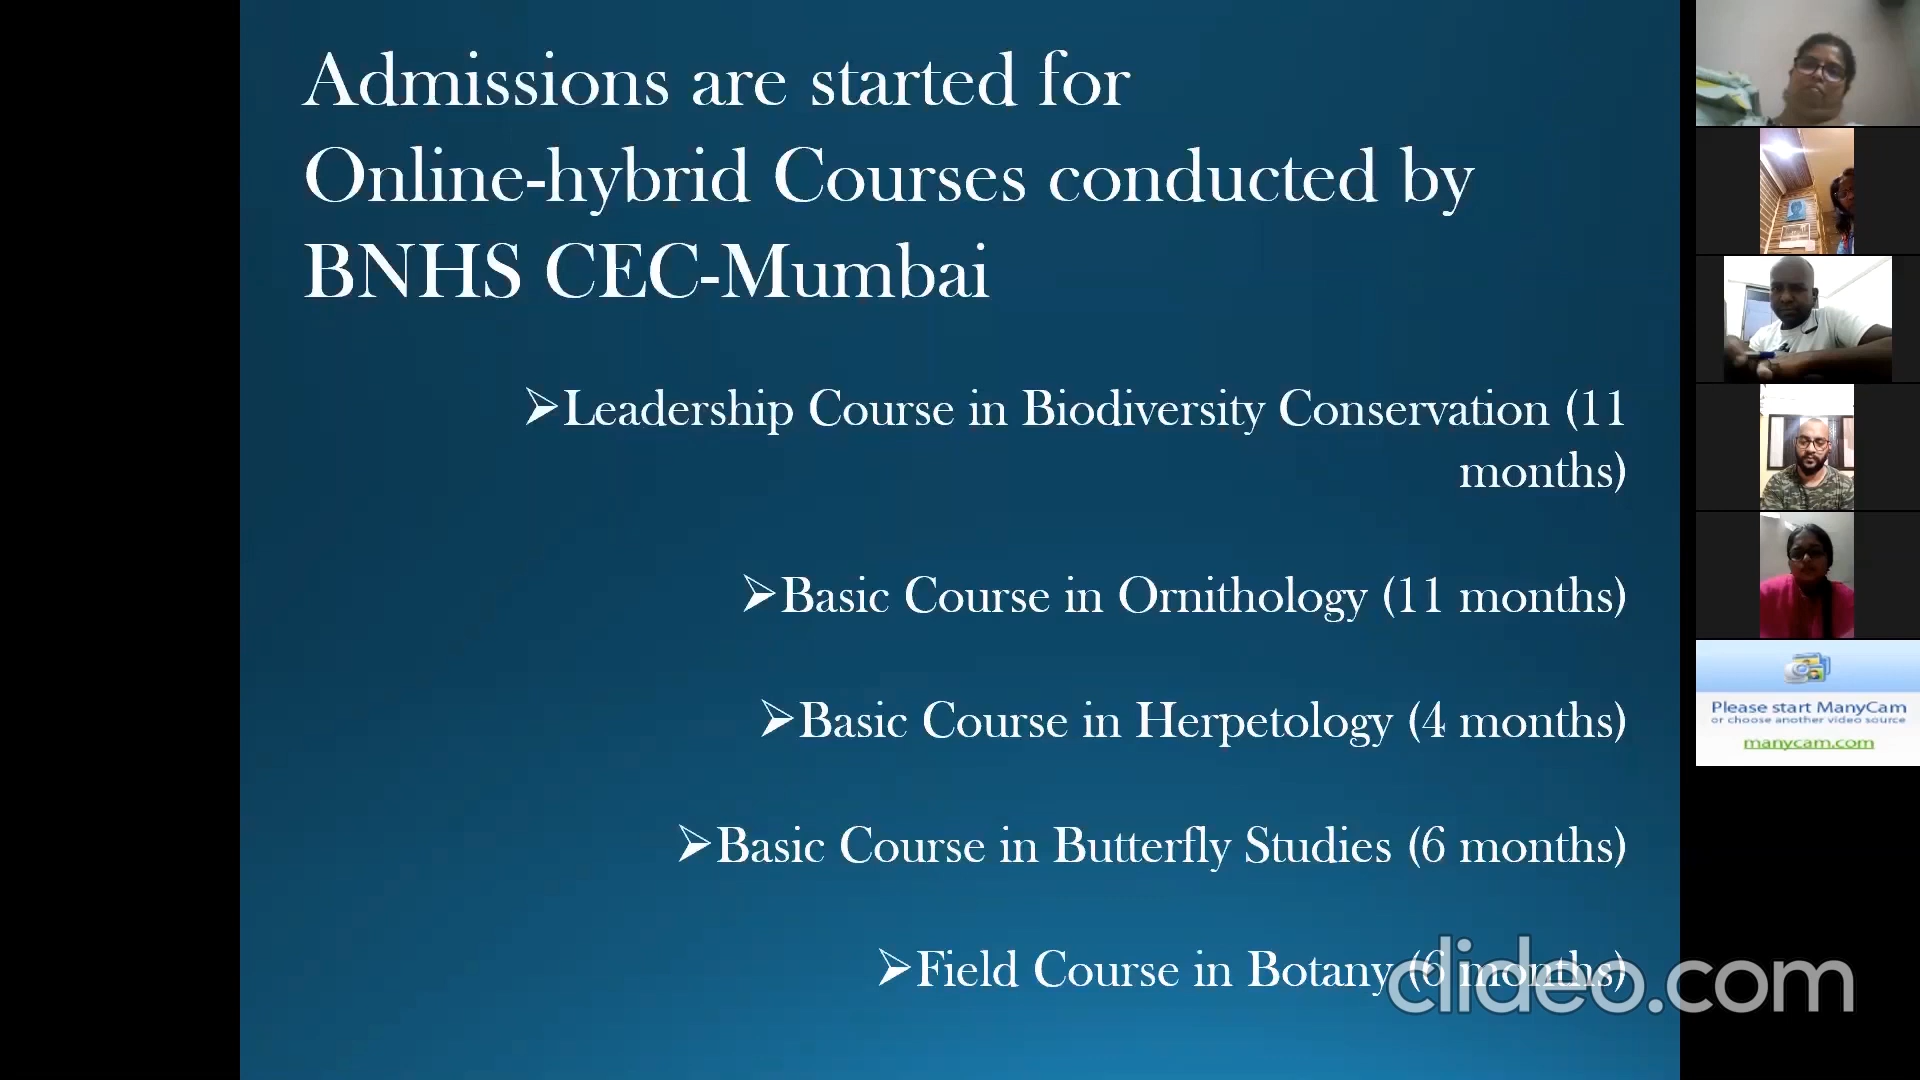 Admissions are started for
Online-hybrid Courses conducted by
BNHS CEC-Mumbai
➢Leadership Course in Biodiversity Conservation (11
months)
➢Basic Course in Ornithology (11 months)
➢Basic Course in Herpetology (4 months)
➢Basic Course in Butterfly Studies (6 months)
➢Field Course in Botany (6 months)
clideo.com
Please start ManyCam
or choose another video source
manycam.com